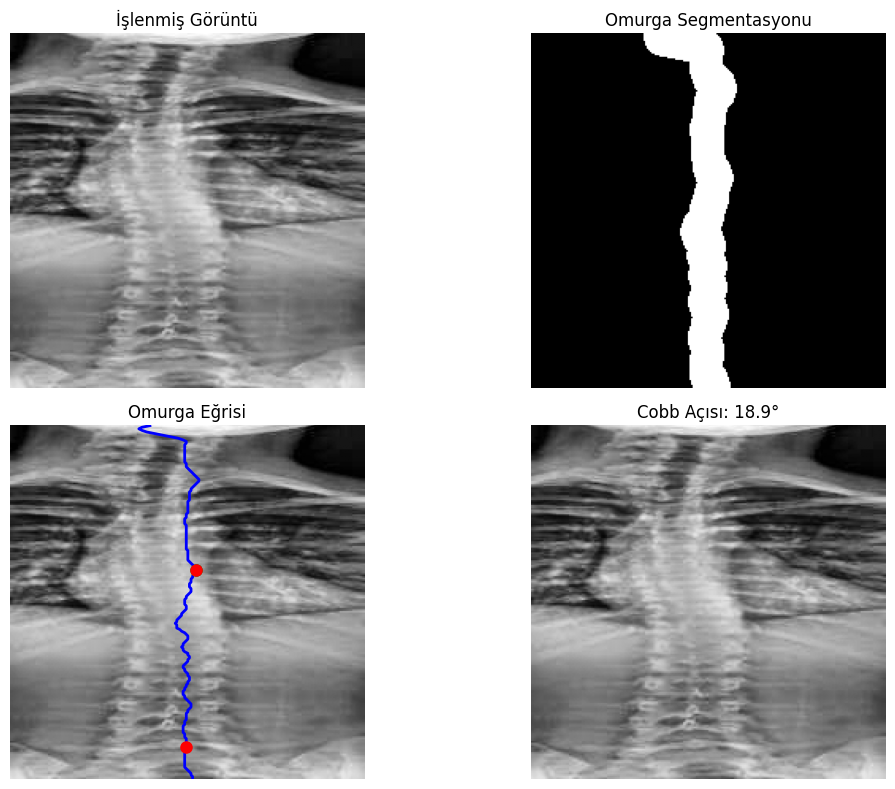 İşlenmiş Görüntü
Omurga Segmentasyonu
Omurga Eğrisi
Cobb Açısı: 18.9°